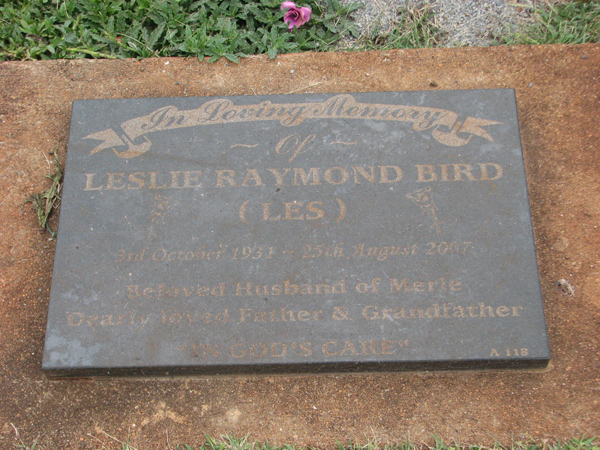 In Loving Memory
~ Of ~
LESLIE RAYMOND BIRD
(LES)
3rd October 1931 - 25th August 2007
Beloved Husband of Merle
Dearly loved Father & Grandfather
"IN GOD'S CARE"
A 118